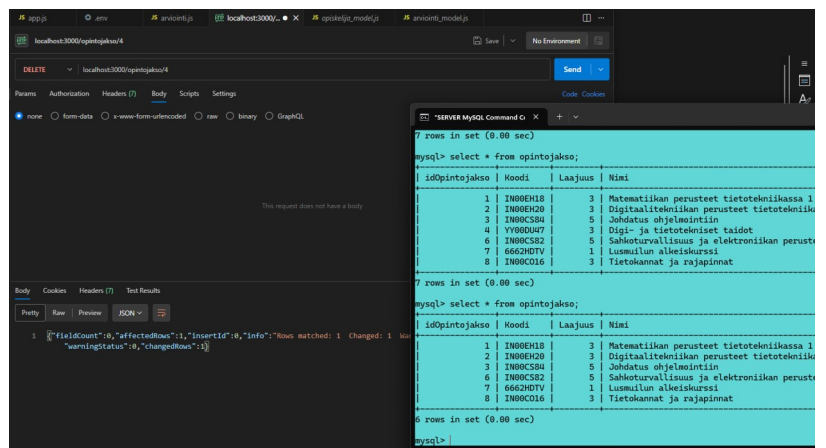 JS app.js
.env
JS arviointi.js
localhost:3000/...
JS opiskelija_model.js
JS arviointi_model.js
localhost:3000/opintojakso/4
Save
No Environment
DELETE
localhost:3000/opintojakso/4
Send
Params Authorization Headers (7) Body Scripts Settings
Code Cookies
none form-data x-www-form-urlencoded raw binary GraphQL
This request does not have a body
Body Cookies Headers (7) Test Results
Pretty Raw Preview JSON
1 {"fieldCount":0,"affectedRows":1,"insertId":0,"info":"Rows matched: 1 Changed: 1 Wa
"warningStatus":0,"changedRows":1}
"SERVER MySQL Command Cl
7 rows in set (0.00 sec)
mysql> select * from opintojakso;
| idOpintojakso | Koodi | Laajuus | Nimi
| 1 | IN00EH18 | 3 | Matematiikan perusteet tietotekniikassa 1
| 2 | IN00EH20 | 3 | Digitaalitekniikan perusteet tietotekniika
| 3 | IN00CS84 | 5 | Johdatus ohjelmointiin
| 4 | YY00DU47 | 3 | Digi- ja tietotekniset taidot
| 6 | IN00CS82 | 5 | Sahkoturvallisuus ja elektroniikan peruste
| 7 | 6662HDTV | 1 | Lusmuilun alkeiskurssi
| 8 | IN00CO16 | 3 | Tietokannat ja rajapinnat
7 rows in set (0.00 sec)
mysql> select * from opintojakso;
| idOpintojakso | Koodi | Laajuus | Nimi
| 1 | IN00EH18 | 3 | Matematiikan perusteet tietotekniikassa 1
| 2 | IN00EH20 | 3 | Digitaalitekniikan perusteet tietotekniika
| 3 | IN00CS84 | 5 | Johdatus ohjelmointiin
| 6 | IN00CS82 | 5 | Sahkoturvallisuus ja elektroniikan peruste
| 7 | 6662HDTV | 1 | Lusmuilun alkeiskurssi
| 8 | IN00CO16 | 3 | Tietokannat ja rajapinnat
6 rows in set (0.00 sec)
mysql>